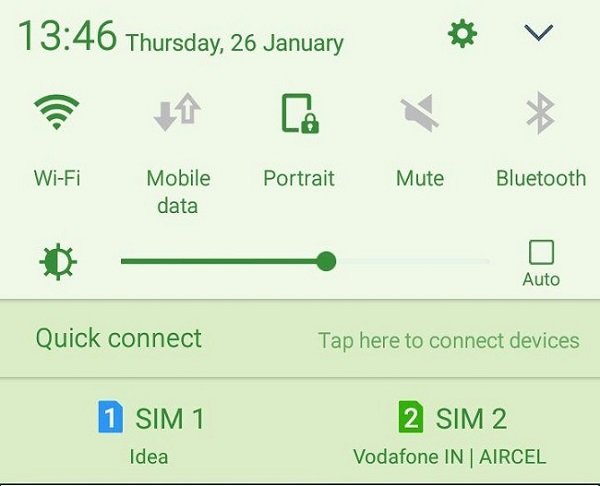 13:46 Thursday, 26 January
Wi-Fi Mobile data Portrait Mute Bluetooth
Auto
Quick connect Tap here to connect devices
1 SIM 1 2 SIM 2
Idea Vodafone IN | AIRCEL